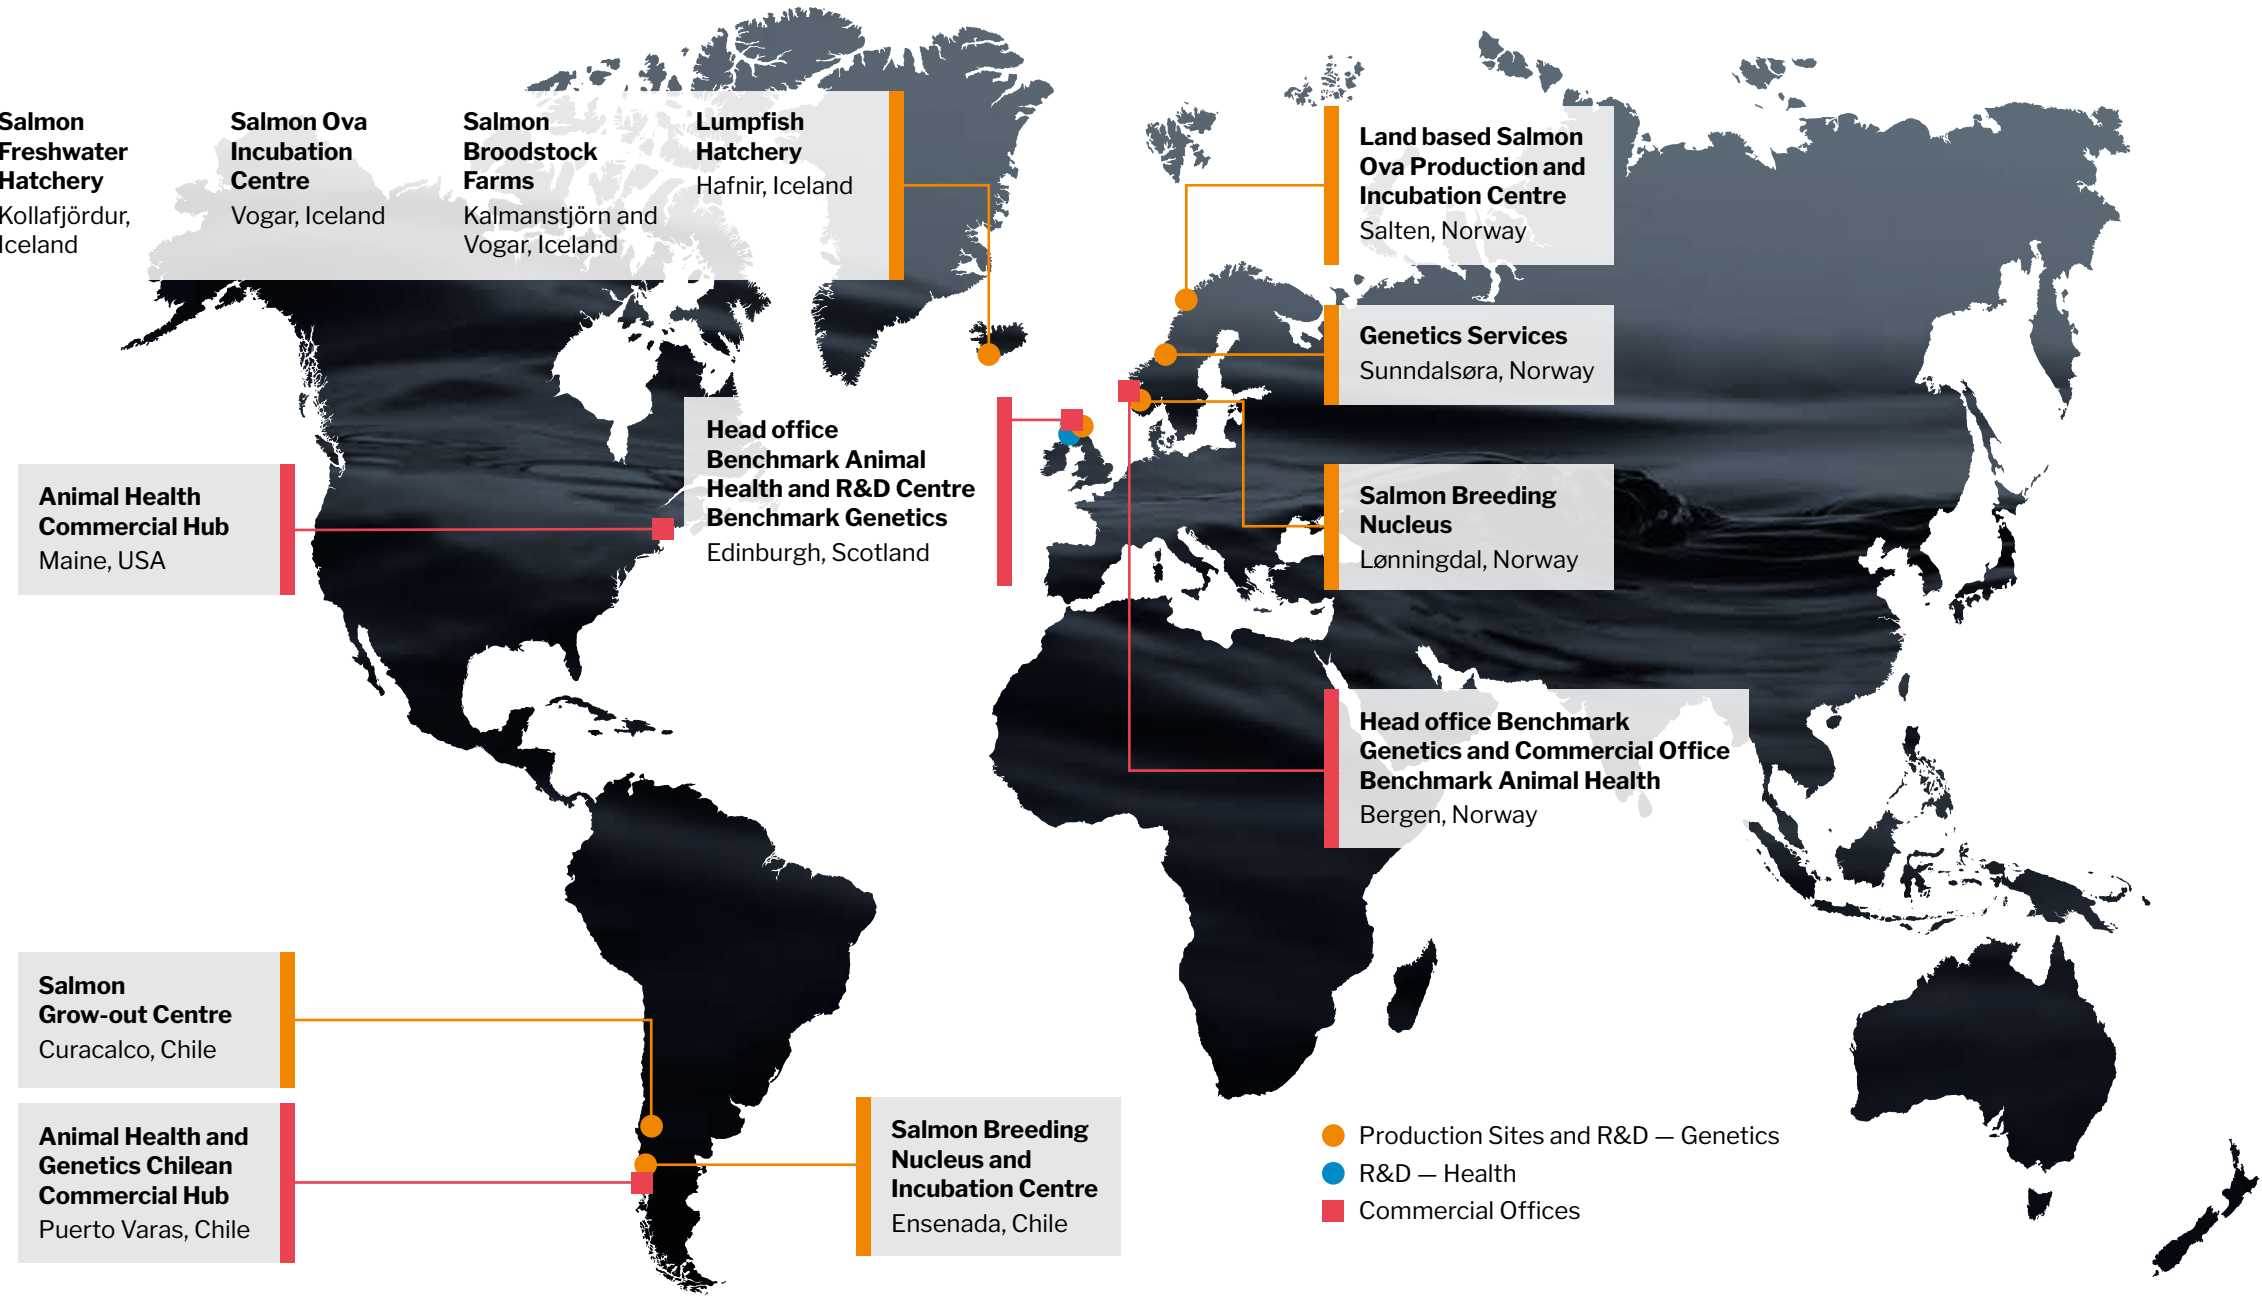 Salmon
Freshwater
Hatchery
Kollafjördur,
Iceland
Salmon Ova
Incubation
Centre
Vogar, Iceland
Salmon
Broodstock
Farms
Kalmanstjörn and
Vogar, Iceland
Lumpfish
Hatchery
Hafnir, Iceland
Land based Salmon
Ova Production and
Incubation Centre
Salten, Norway
Genetics Services
Sunndalsøra, Norway
Head office
Benchmark Animal
Health and R&D Centre
Benchmark Genetics
Edinburgh, Scotland
Animal Health
Commercial Hub
Maine, USA
Salmon Breeding
Nucleus
Lønningdal, Norway
Head office Benchmark
Genetics and Commercial Office
Benchmark Animal Health
Bergen, Norway
Salmon
Grow-out Centre
Curacalco, Chile
Animal Health and
Genetics Chilean
Commercial Hub
Puerto Varas, Chile
Salmon Breeding
Nucleus and
Incubation Centre
Ensenada, Chile
Production Sites and R&D — Genetics
R&D — Health
Commercial Offices